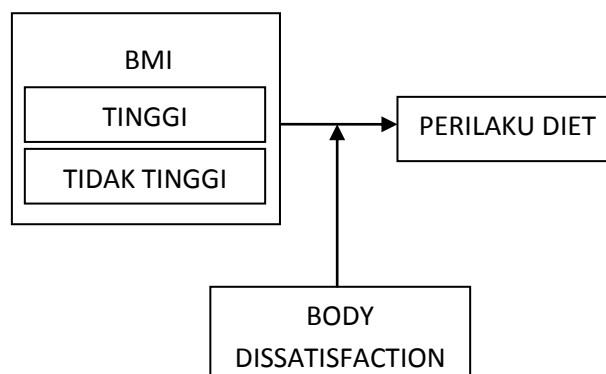 BMI
TINGGI
TIDAK TINGGI
PERILAKU DIET
BODY
DISSATISFACTION